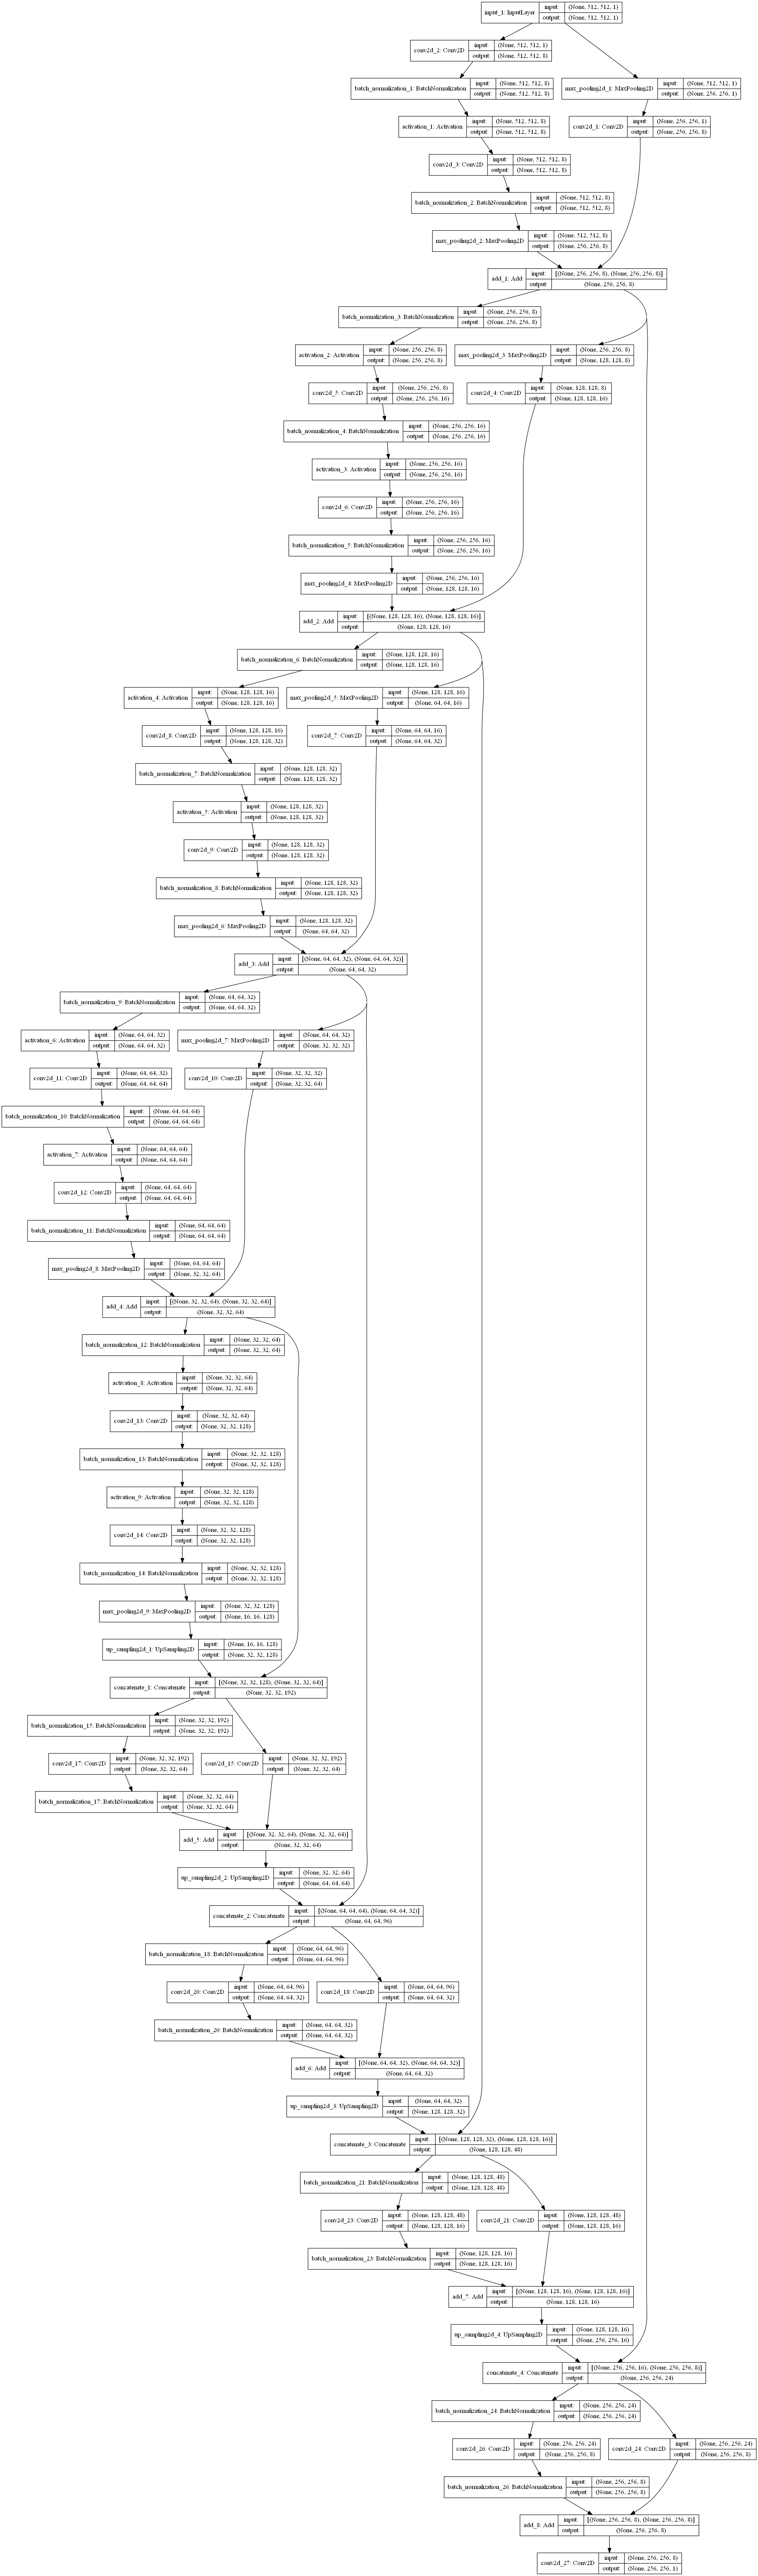 input_1: InputLayer
input: (None, 512, 512, 1)
output: (None, 512, 512, 1)
conv2d_2: Conv2D
input: (None, 512, 512, 1)
output: (None, 512, 512, 8)
batch_normalization_1: BatchNormalization
input: (None, 512, 512, 8)
output: (None, 512, 512, 8)
max_pooling2d_1: MaxPooling2D
input: (None, 512, 512, 1)
output: (None, 256, 256, 1)
activation_1: Activation
input: (None, 512, 512, 8)
output: (None, 512, 512, 8)
conv2d_1: Conv2D
input: (None, 256, 256, 1)
output: (None, 256, 256, 8)
conv2d_3: Conv2D
input: (None, 512, 512, 8)
output: (None, 512, 512, 8)
batch_normalization_2: BatchNormalization
input: (None, 512, 512, 8)
output: (None, 512, 512, 8)
max_pooling2d_2: MaxPooling2D
input: (None, 512, 512, 8)
output: (None, 256, 256, 8)
add_1: Add
input: [(None, 256, 256, 8), (None, 256, 256, 8)]
output: (None, 256, 256, 8)
batch_normalization_3: BatchNormalization
input: (None, 256, 256, 8)
output: (None, 256, 256, 8)
activation_2: Activation
input: (None, 256, 256, 8)
output: (None, 256, 256, 8)
max_pooling2d_3: MaxPooling2D
input: (None, 256, 256, 8)
output: (None, 128, 128, 8)
conv2d_5: Conv2D
input: (None, 256, 256, 8)
output: (None, 256, 256, 16)
conv2d_4: Conv2D
input: (None, 128, 128, 8)
output: (None, 128, 128, 16)
batch_normalization_4: BatchNormalization
input: (None, 256, 256, 16)
output: (None, 256, 256, 16)
activation_3: Activation
input: (None, 256, 256, 16)
output: (None, 256, 256, 16)
conv2d_6: Conv2D
input: (None, 256, 256, 16)
output: (None, 256, 256, 16)
batch_normalization_5: BatchNormalization
input: (None, 256, 256, 16)
output: (None, 256, 256, 16)
max_pooling2d_4: MaxPooling2D
input: (None, 256, 256, 16)
output: (None, 128, 128, 16)
add_2: Add
input: [(None, 128, 128, 16), (None, 128, 128, 16)]
output: (None, 128, 128, 16)
batch_normalization_6: BatchNormalization
input: (None, 128, 128, 16)
output: (None, 128, 128, 16)
activation_4: Activation
input: (None, 128, 128, 16)
output: (None, 128, 128, 16)
max_pooling2d_5: MaxPooling2D
input: (None, 128, 128, 16)
output: (None, 64, 64, 16)
conv2d_8: Conv2D
input: (None, 128, 128, 16)
output: (None, 128, 128, 32)
conv2d_7: Conv2D
input: (None, 64, 64, 16)
output: (None, 64, 64, 32)
batch_normalization_7: BatchNormalization
input: (None, 128, 128, 32)
output: (None, 128, 128, 32)
activation_5: Activation
input: (None, 128, 128, 32)
output: (None, 128, 128, 32)
conv2d_9: Conv2D
input: (None, 128, 128, 32)
output: (None, 128, 128, 32)
batch_normalization_8: BatchNormalization
input: (None, 128, 128, 32)
output: (None, 128, 128, 32)
max_pooling2d_6: MaxPooling2D
input: (None, 128, 128, 32)
output: (None, 64, 64, 32)
add_3: Add
input: [(None, 64, 64, 32), (None, 64, 64, 32)]
output: (None, 64, 64, 32)
batch_normalization_9: BatchNormalization
input: (None, 64, 64, 32)
output: (None, 64, 64, 32)
activation_6: Activation
input: (None, 64, 64, 32)
output: (None, 64, 64, 32)
max_pooling2d_7: MaxPooling2D
input: (None, 64, 64, 32)
output: (None, 32, 32, 32)
conv2d_11: Conv2D
input: (None, 64, 64, 32)
output: (None, 64, 64, 64)
conv2d_10: Conv2D
input: (None, 32, 32, 32)
output: (None, 32, 32, 64)
batch_normalization_10: BatchNormalization
input: (None, 64, 64, 64)
output: (None, 64, 64, 64)
activation_7: Activation
input: (None, 64, 64, 64)
output: (None, 64, 64, 64)
conv2d_12: Conv2D
input: (None, 64, 64, 64)
output: (None, 64, 64, 64)
batch_normalization_11: BatchNormalization
input: (None, 64, 64, 64)
output: (None, 64, 64, 64)
max_pooling2d_8: MaxPooling2D
input: (None, 64, 64, 64)
output: (None, 32, 32, 64)
add_4: Add
input: [(None, 32, 32, 64), (None, 32, 32, 64)]
output: (None, 32, 32, 64)
batch_normalization_12: BatchNormalization
input: (None, 32, 32, 64)
output: (None, 32, 32, 64)
activation_8: Activation
input: (None, 32, 32, 64)
output: (None, 32, 32, 64)
conv2d_13: Conv2D
input: (None, 32, 32, 64)
output: (None, 32, 32, 128)
batch_normalization_13: BatchNormalization
input: (None, 32, 32, 128)
output: (None, 32, 32, 128)
activation_9: Activation
input: (None, 32, 32, 128)
output: (None, 32, 32, 128)
conv2d_14: Conv2D
input: (None, 32, 32, 128)
output: (None, 32, 32, 128)
batch_normalization_14: BatchNormalization
input: (None, 32, 32, 128)
output: (None, 32, 32, 128)
max_pooling2d_9: MaxPooling2D
input: (None, 32, 32, 128)
output: (None, 16, 16, 128)
up_sampling2d_1: UpSampling2D
input: (None, 16, 16, 128)
output: (None, 32, 32, 128)
concatenate_1: Concatenate
input: [(None, 32, 32, 128), (None, 32, 32, 64)]
output: (None, 32, 32, 192)
batch_normalization_15: BatchNormalization
input: (None, 32, 32, 192)
output: (None, 32, 32, 192)
conv2d_17: Conv2D
input: (None, 32, 32, 192)
output: (None, 32, 32, 64)
conv2d_15: Conv2D
input: (None, 32, 32, 192)
output: (None, 32, 32, 64)
batch_normalization_17: BatchNormalization
input: (None, 32, 32, 64)
output: (None, 32, 32, 64)
add_5: Add
input: [(None, 32, 32, 64), (None, 32, 32, 64)]
output: (None, 32, 32, 64)
up_sampling2d_2: UpSampling2D
input: (None, 32, 32, 64)
output: (None, 64, 64, 64)
concatenate_2: Concatenate
input: [(None, 64, 64, 64), (None, 64, 64, 32)]
output: (None, 64, 64, 96)
batch_normalization_18: BatchNormalization
input: (None, 64, 64, 96)
output: (None, 64, 64, 96)
conv2d_20: Conv2D
input: (None, 64, 64, 96)
output: (None, 64, 64, 32)
conv2d_18: Conv2D
input: (None, 64, 64, 96)
output: (None, 64, 64, 32)
batch_normalization_20: BatchNormalization
input: (None, 64, 64, 32)
output: (None, 64, 64, 32)
add_6: Add
input: [(None, 64, 64, 32), (None, 64, 64, 32)]
output: (None, 64, 64, 32)
up_sampling2d_3: UpSampling2D
input: (None, 64, 64, 32)
output: (None, 128, 128, 32)
concatenate_3: Concatenate
input: [(None, 128, 128, 32), (None, 128, 128, 16)]
output: (None, 128, 128, 48)
batch_normalization_21: BatchNormalization
input: (None, 128, 128, 48)
output: (None, 128, 128, 48)
conv2d_23: Conv2D
input: (None, 128, 128, 48)
output: (None, 128, 128, 16)
conv2d_21: Conv2D
input: (None, 128, 128, 48)
output: (None, 128, 128, 16)
batch_normalization_23: BatchNormalization
input: (None, 128, 128, 16)
output: (None, 128, 128, 16)
add_7: Add
input: [(None, 128, 128, 16), (None, 128, 128, 16)]
output: (None, 128, 128, 16)
up_sampling2d_4: UpSampling2D
input: (None, 128, 128, 16)
output: (None, 256, 256, 16)
concatenate_4: Concatenate
input: [(None, 256, 256, 16), (None, 256, 256, 8)]
output: (None, 256, 256, 24)
batch_normalization_24: BatchNormalization
input: (None, 256, 256, 24)
output: (None, 256, 256, 24)
conv2d_26: Conv2D
input: (None, 256, 256, 24)
output: (None, 256, 256, 8)
conv2d_24: Conv2D
input: (None, 256, 256, 24)
output: (None, 256, 256, 8)
batch_normalization_26: BatchNormalization
input: (None, 256, 256, 8)
output: (None, 256, 256, 8)
add_8: Add
input: [(None, 256, 256, 8), (None, 256, 256, 8)]
output: (None, 256, 256, 8)
conv2d_27: Conv2D
input: (None, 256, 256, 8)
output: (None, 256, 256, 1)